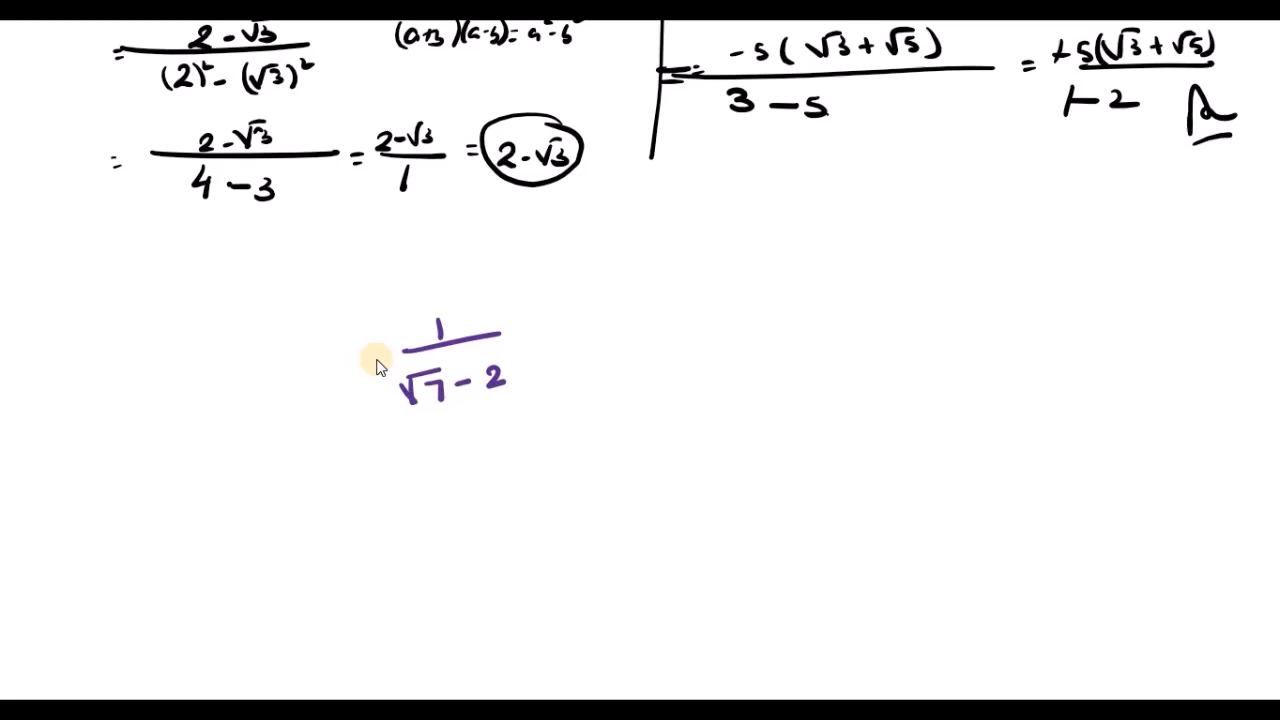 = (2 - √3) / ((2)² - (√3)²)
(a+b)(a-b) = a² - b²
= (2 - √3) / (4 - 3) = (2 - √3) / 1 = 2 - √3
= -5(√3 + √5) / (3 - 5) = +5(√3 + √5) / (+2)
1 / (√7 - 2)